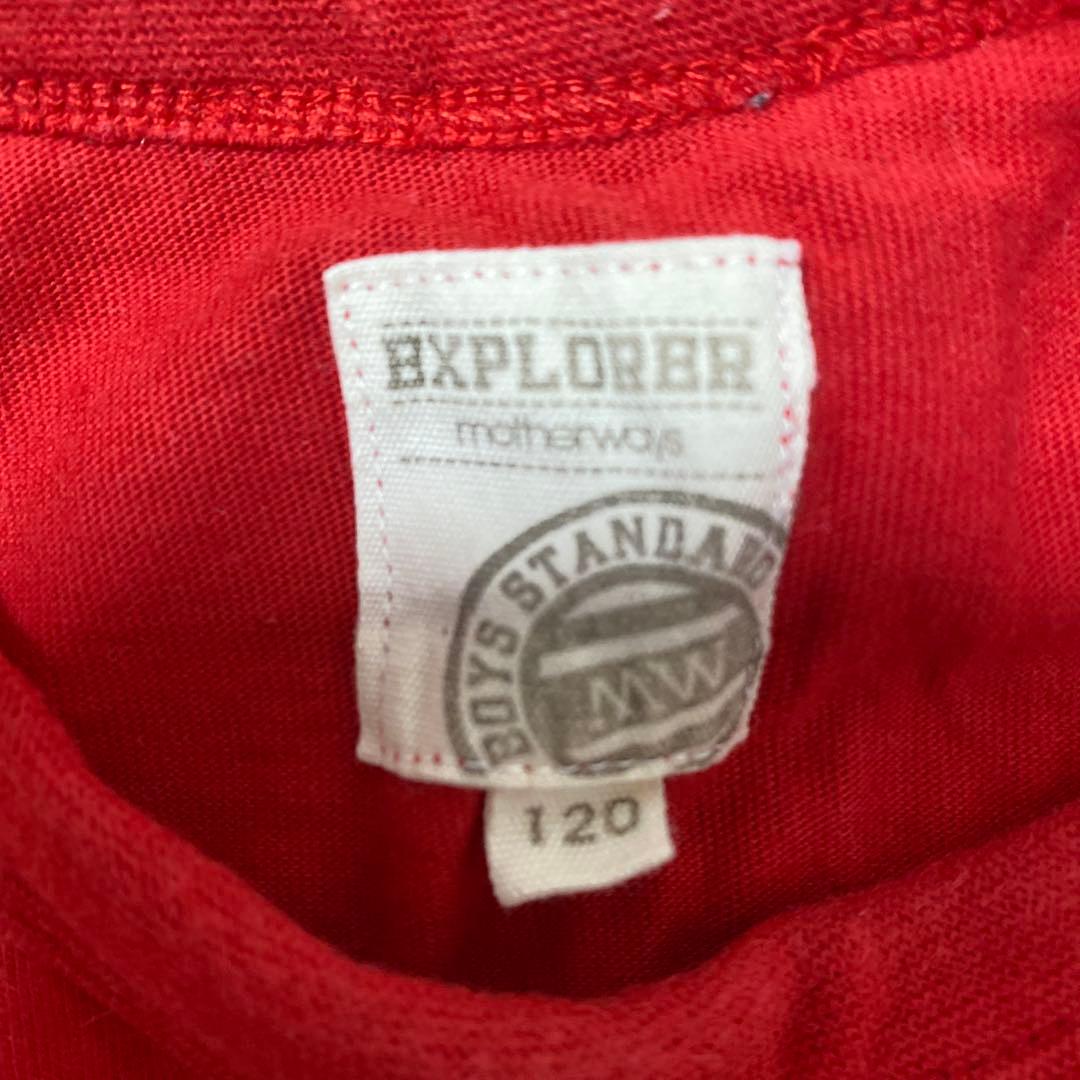 EXPLORER
motherways
BOYS STANDARD
MW
120